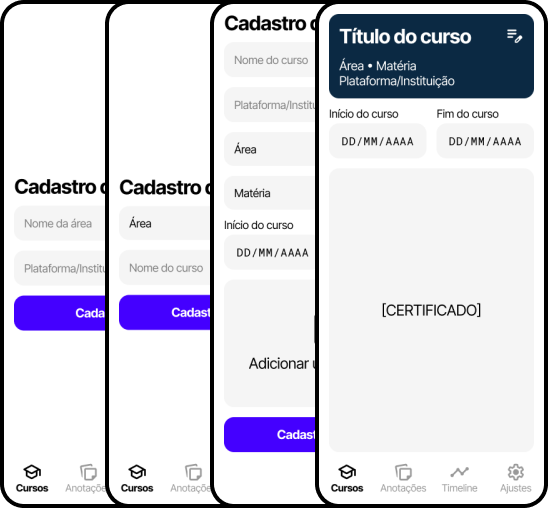 Cadastro
Nome da área
Plataforma/Institu
Cada
Cursos
Anotaçõe
Cadastro
Área
Nome do curso
Cadast
Cursos
Anotaçõe
Cadastro
Nome do curso
Plataforma/Institu
Área
Matéria
Início do curso
DD/MM/AAAA
Adicionar
Cadast
Título do curso
Área • Matéria
Plataforma/Instituição
Início do curso
Fim do curso
DD/MM/AAAA
DD/MM/AAAA
[CERTIFICADO]
Cursos
Anotações
Timeline
Ajustes